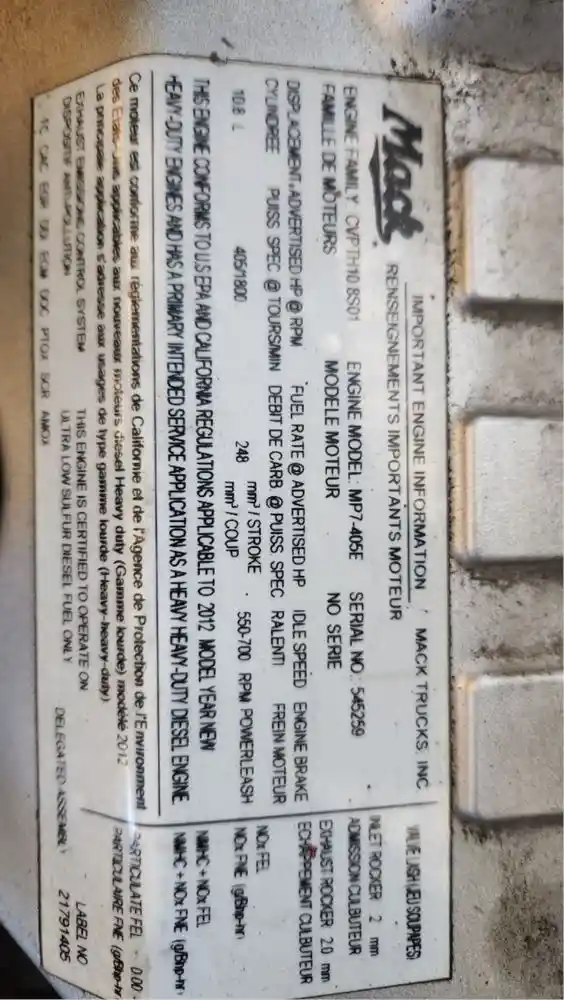 Mack
IMPORTANT ENGINE INFORMATION / MACK TRUCKS, INC
RENSEIGNEMENTS IMPORTANTS MOTEUR
ENGINE FAMILY CVPTH10.8S01 ENGINE MODEL: MP7-405E SERIAL NO.: 545259
FAMILLE DE MOTEURS MODELE MOTEUR NO SERIE
DISPLACEMENT ADVERTISED HP @ RPM FUEL RATE @ ADVERTISED HP IDLE SPEED ENGINE BRAKE
CYLINDREE PUISS SPEC @ TOURS/MIN DEBIT DE CARB @ PUISS SPEC RALENTI FREIN MOTEUR
10.8 L 405/1800 248 mm³ / STROKE 550-700 RPM POWERLEASH
mm³ / COUP
THIS ENGINE CONFORMS TO U.S EPA AND CALIFORNIA REGULATIONS APPLICABLE TO 2012 MODEL YEAR NEW
HEAVY-DUTY ENGINES AND HAS A PRIMARY INTENDED SERVICE APPLICATION AS A HEAVY HEAVY-DUTY DIESEL ENGINE
Ce moteur est conforme aux réglementations de Californie et de l'Agence de Protection de l'Environment
des Etats-Unis applicables aux nouveaux moteurs diesel Heavy duty (Gamme lourde) modèle 2012
La principale application s'adresse aux usages de type gamme lourde (Heavy-heavy-duty)
EXHAUST EMISSIONS CONTROL SYSTEM THIS ENGINE IS CERTIFIED TO OPERATE ON
DISPOSITIF ANTI-POLLUTION ULTRA LOW SULFUR DIESEL FUEL ONLY
TC CAC EGR DDI ECM DOC PTOX SCR AMOX
DELEGATED ASSEMBLY
INLET ROCKER 2 mm
ADMISSION CULBUTEUR
EXHAUST ROCKER 2.0 mm
ECHAPPEMENT CULBUTEUR
NOx FEL
NOx FNE (g/Bhp-hr)
NMHC + NOx FEL
NMHC + NOx FNE (g/Bhp-hr)
PARTICULATE FEL 0.00
PARTICULAIRE FNE (g/Bhp-hr
LABEL NO
21791405